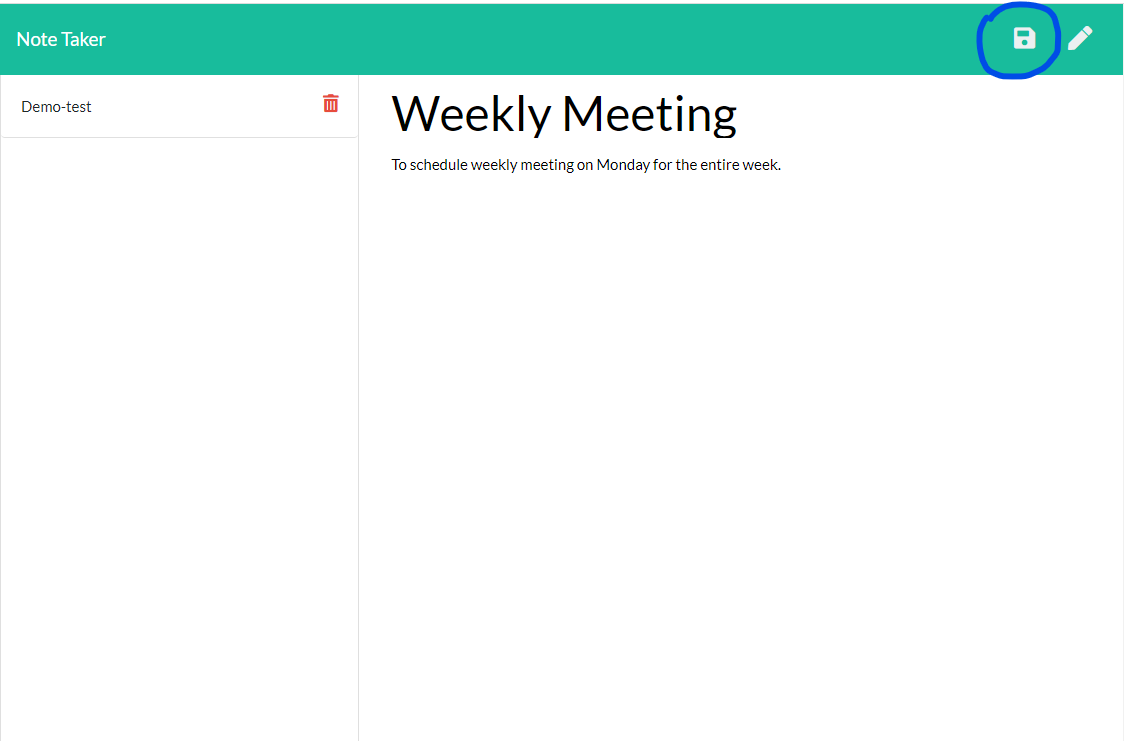 Note Taker
Demo-test
Weekly Meeting
To schedule weekly meeting on Monday for the entire week.